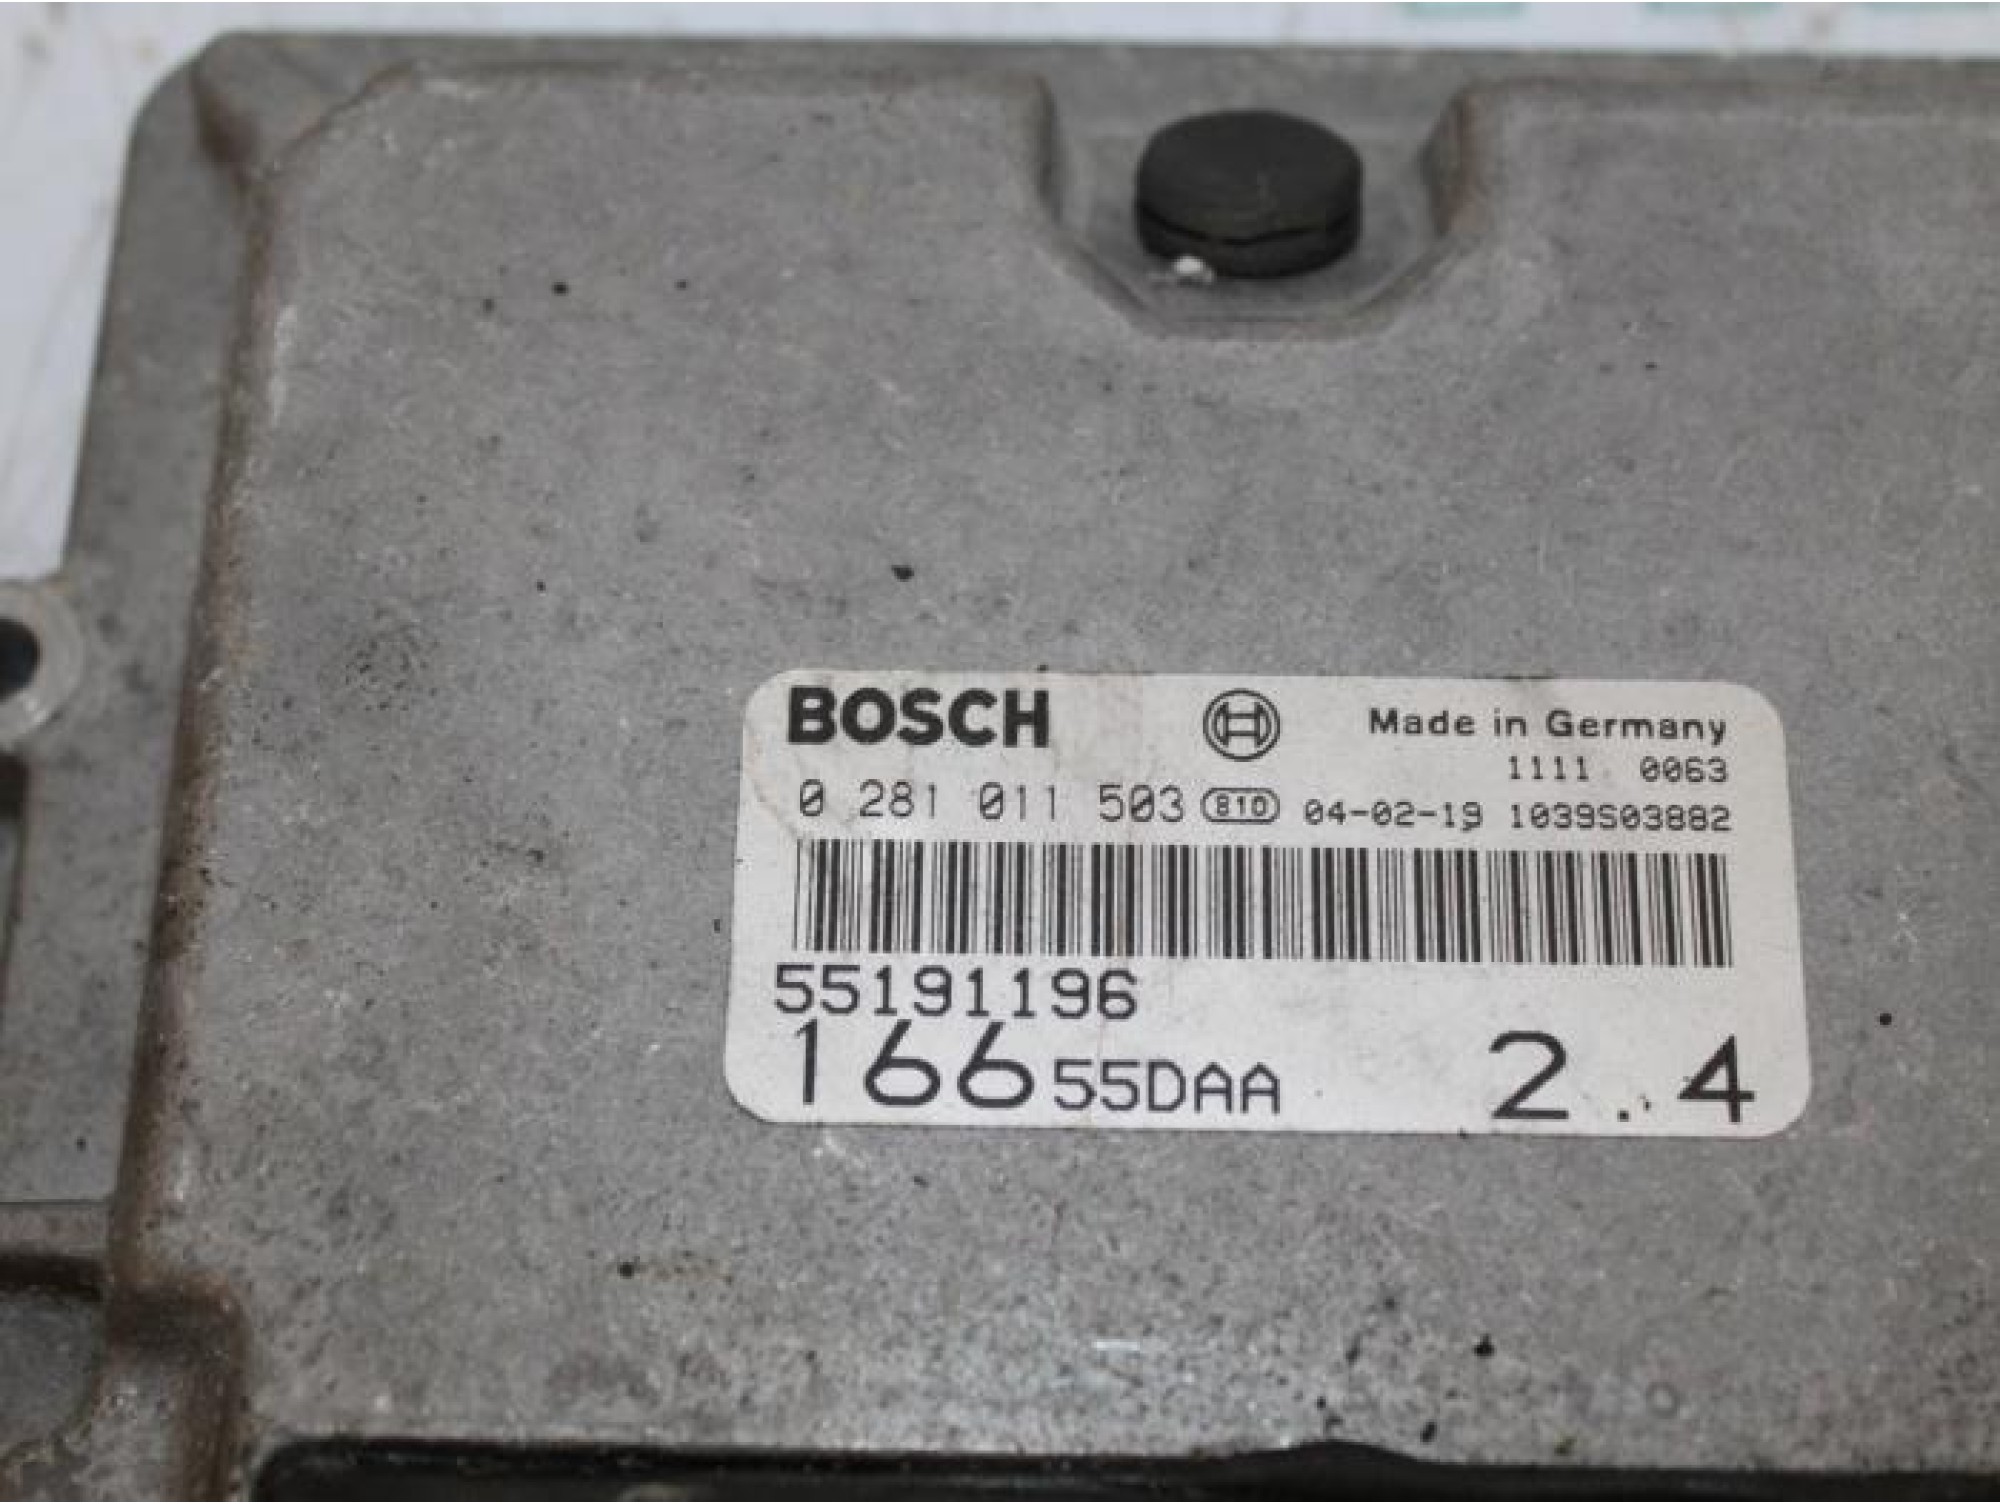 BOSCH Made in Germany
1111 0063
0 281 011 503 810 04-02-19 1039S03882
55191196
166 55DAA 2.4